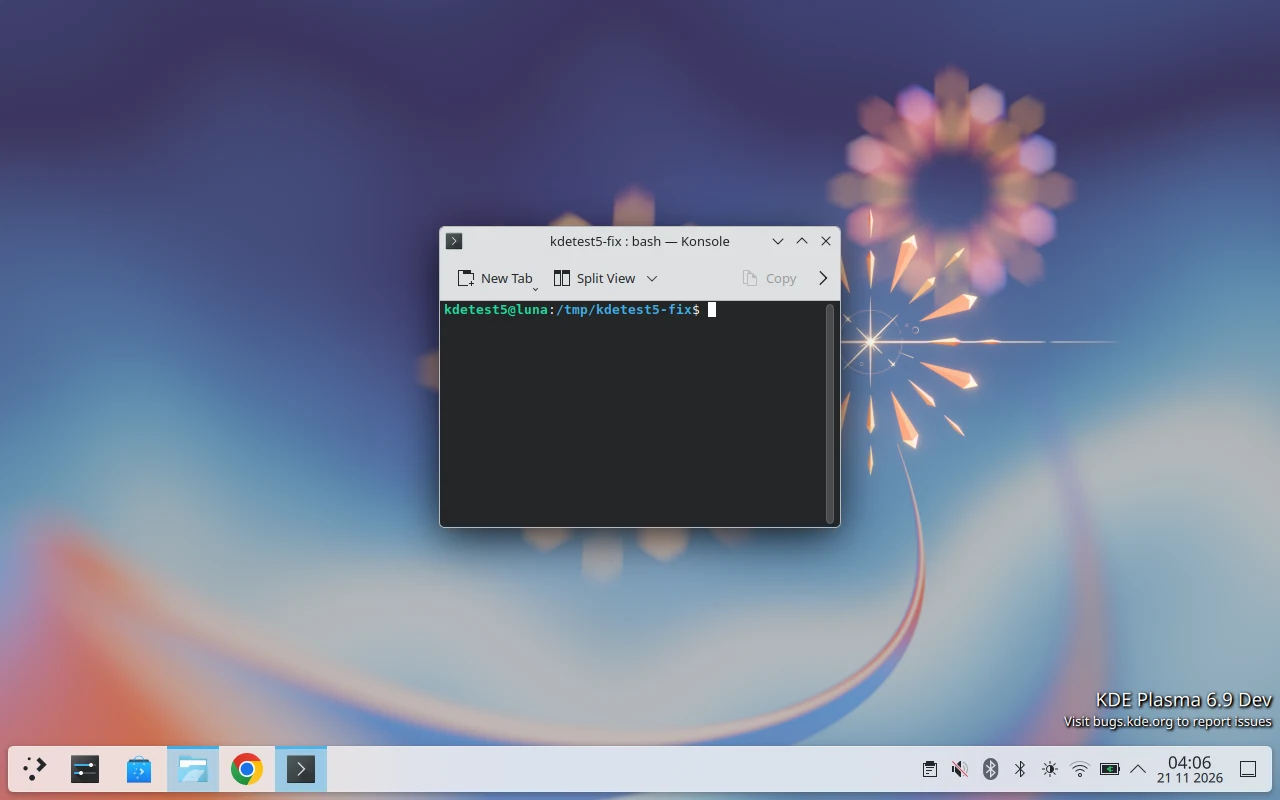 kdetest5-fix : bash — Konsole
New Tab
Split View
Copy
kdetest5@luna:/tmp/kdetest5-fix$
KDE Plasma 6.9 Dev
Visit bugs.kde.org to report issues
04:06
21 11 2026